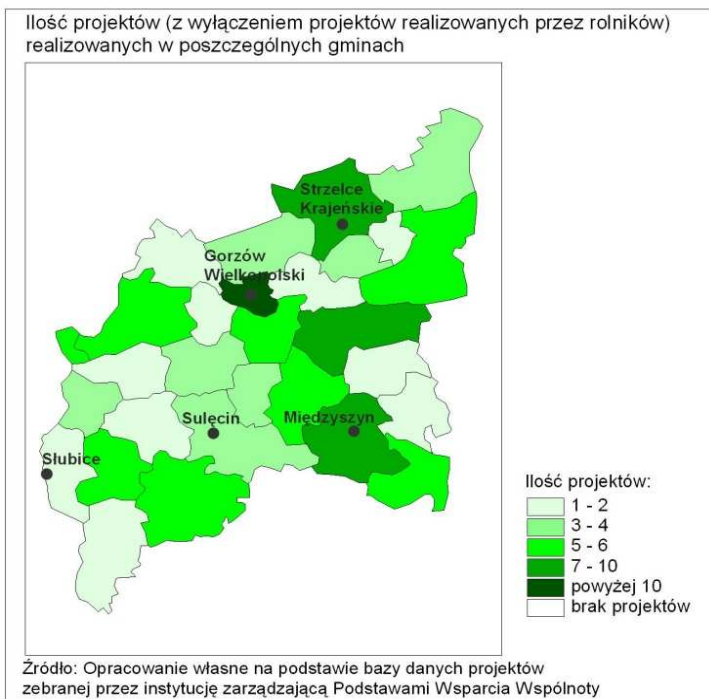 Ilość projektów (z wyłączeniem projektów realizowanych przez rolników)
realizowanych w poszczególnych gminach
Strzelce
Krajeńskie
Gorzów
Wielkopolski
Sulęcin
Międzyszyn
Słubice
Ilość projektów:
1 - 2
3 - 4
5 - 6
7 - 10
powyżej 10
brak projektów
Źródło: Opracowanie własne na podstawie bazy danych projektów
zebranej przez instytucję zarządzającą Podstawami Wsparcia Wspólnoty